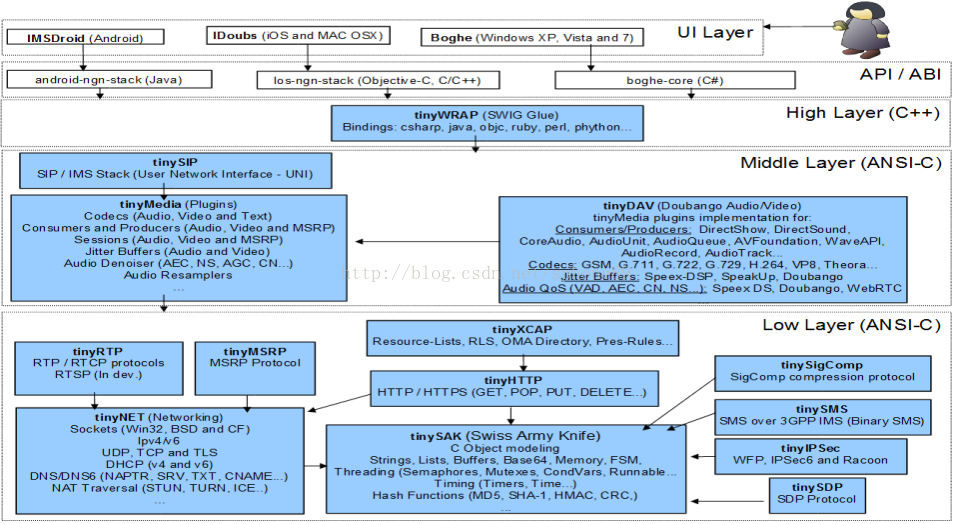 UI Layer
IMSDroid (Android)
IDoubs (iOS and MAC OSX)
Boghe (Windows XP, Vista and 7)
API / ABI
android-ngn-stack (Java)
Ios-ngn-stack (Objective-C, C/C++)
boghe-core (C#)
High Layer (C++)
tinyWRAP (SWIG Glue)
Bindings: csharp, java, objc, ruby, perl, phython...
Middle Layer (ANSI-C)
tinySIP
SIP / IMS Stack (User Network Interface - UNI)
tinyMedia (Plugins)
Codecs (Audio, Video and Text)
Consumers and Producers (Audio, Video and MSRP)
Sessions (Audio, Video and MSRP)
Jitter Buffers (Audio and Video)
Audio Denoiser (AEC, NS, AGC, CN...)
Audio Resamplers
...
tinyDAV (Doubango Audio/Video)
tinyMedia plugins implementation for:
Consumers/Producers: DirectShow, DirectSound,
CoreAudio, AudioUnit, AudioQueue, AVFoundation, WaveAPI,
AudioRecord, AudioTrack...
Codecs: GSM, G.711, G.722, G.729, H.264, VP8, Theora...
Jitter Buffers: Speex-DSP, SpeakUp, Doubango
Audio QoS (VAD, AEC, CN, NS...): Speex DS, Doubango, WebRTC
http://blog.csdn.ne
Low Layer (ANSI-C)
tinyXCAP
Resource-Lists, RLS, OMA Directory, Pres-Rules...
tinyRTP
RTP / RTCP protocols
RTSP (In dev.)
tinyMSRP
MSRP Protocol
tinyHTTP
HTTP / HTTPS (GET, POP, PUT, DELETE...)
tinySigComp
SigComp compression protocol
tinyNET (Networking)
Sockets (Win32, BSD and CF)
Ipv4/v6
UDP, TCP and TLS
DHCP (v4 and v6)
DNS/DNS6 (NAPTR, SRV, TXT, CNAME...)
NAT Traversal (STUN, TURN, ICE..)
...
tinySAK (Swiss Army Knife)
C Object modeling
Strings, Lists, Buffers, Base64, Memory, FSM,
Threading (Semaphores, Mutexes, CondVars, Runnable...
Timing (Timers, Time...)
Hash Functions (MD5, SHA-1, HMAC, CRC,)
...
tinySMS
SMS over 3GPP IMS (Binary SMS)
tinyIPSec
WFP, IPSec6 and Racoon
tinySDP
SDP Protocol